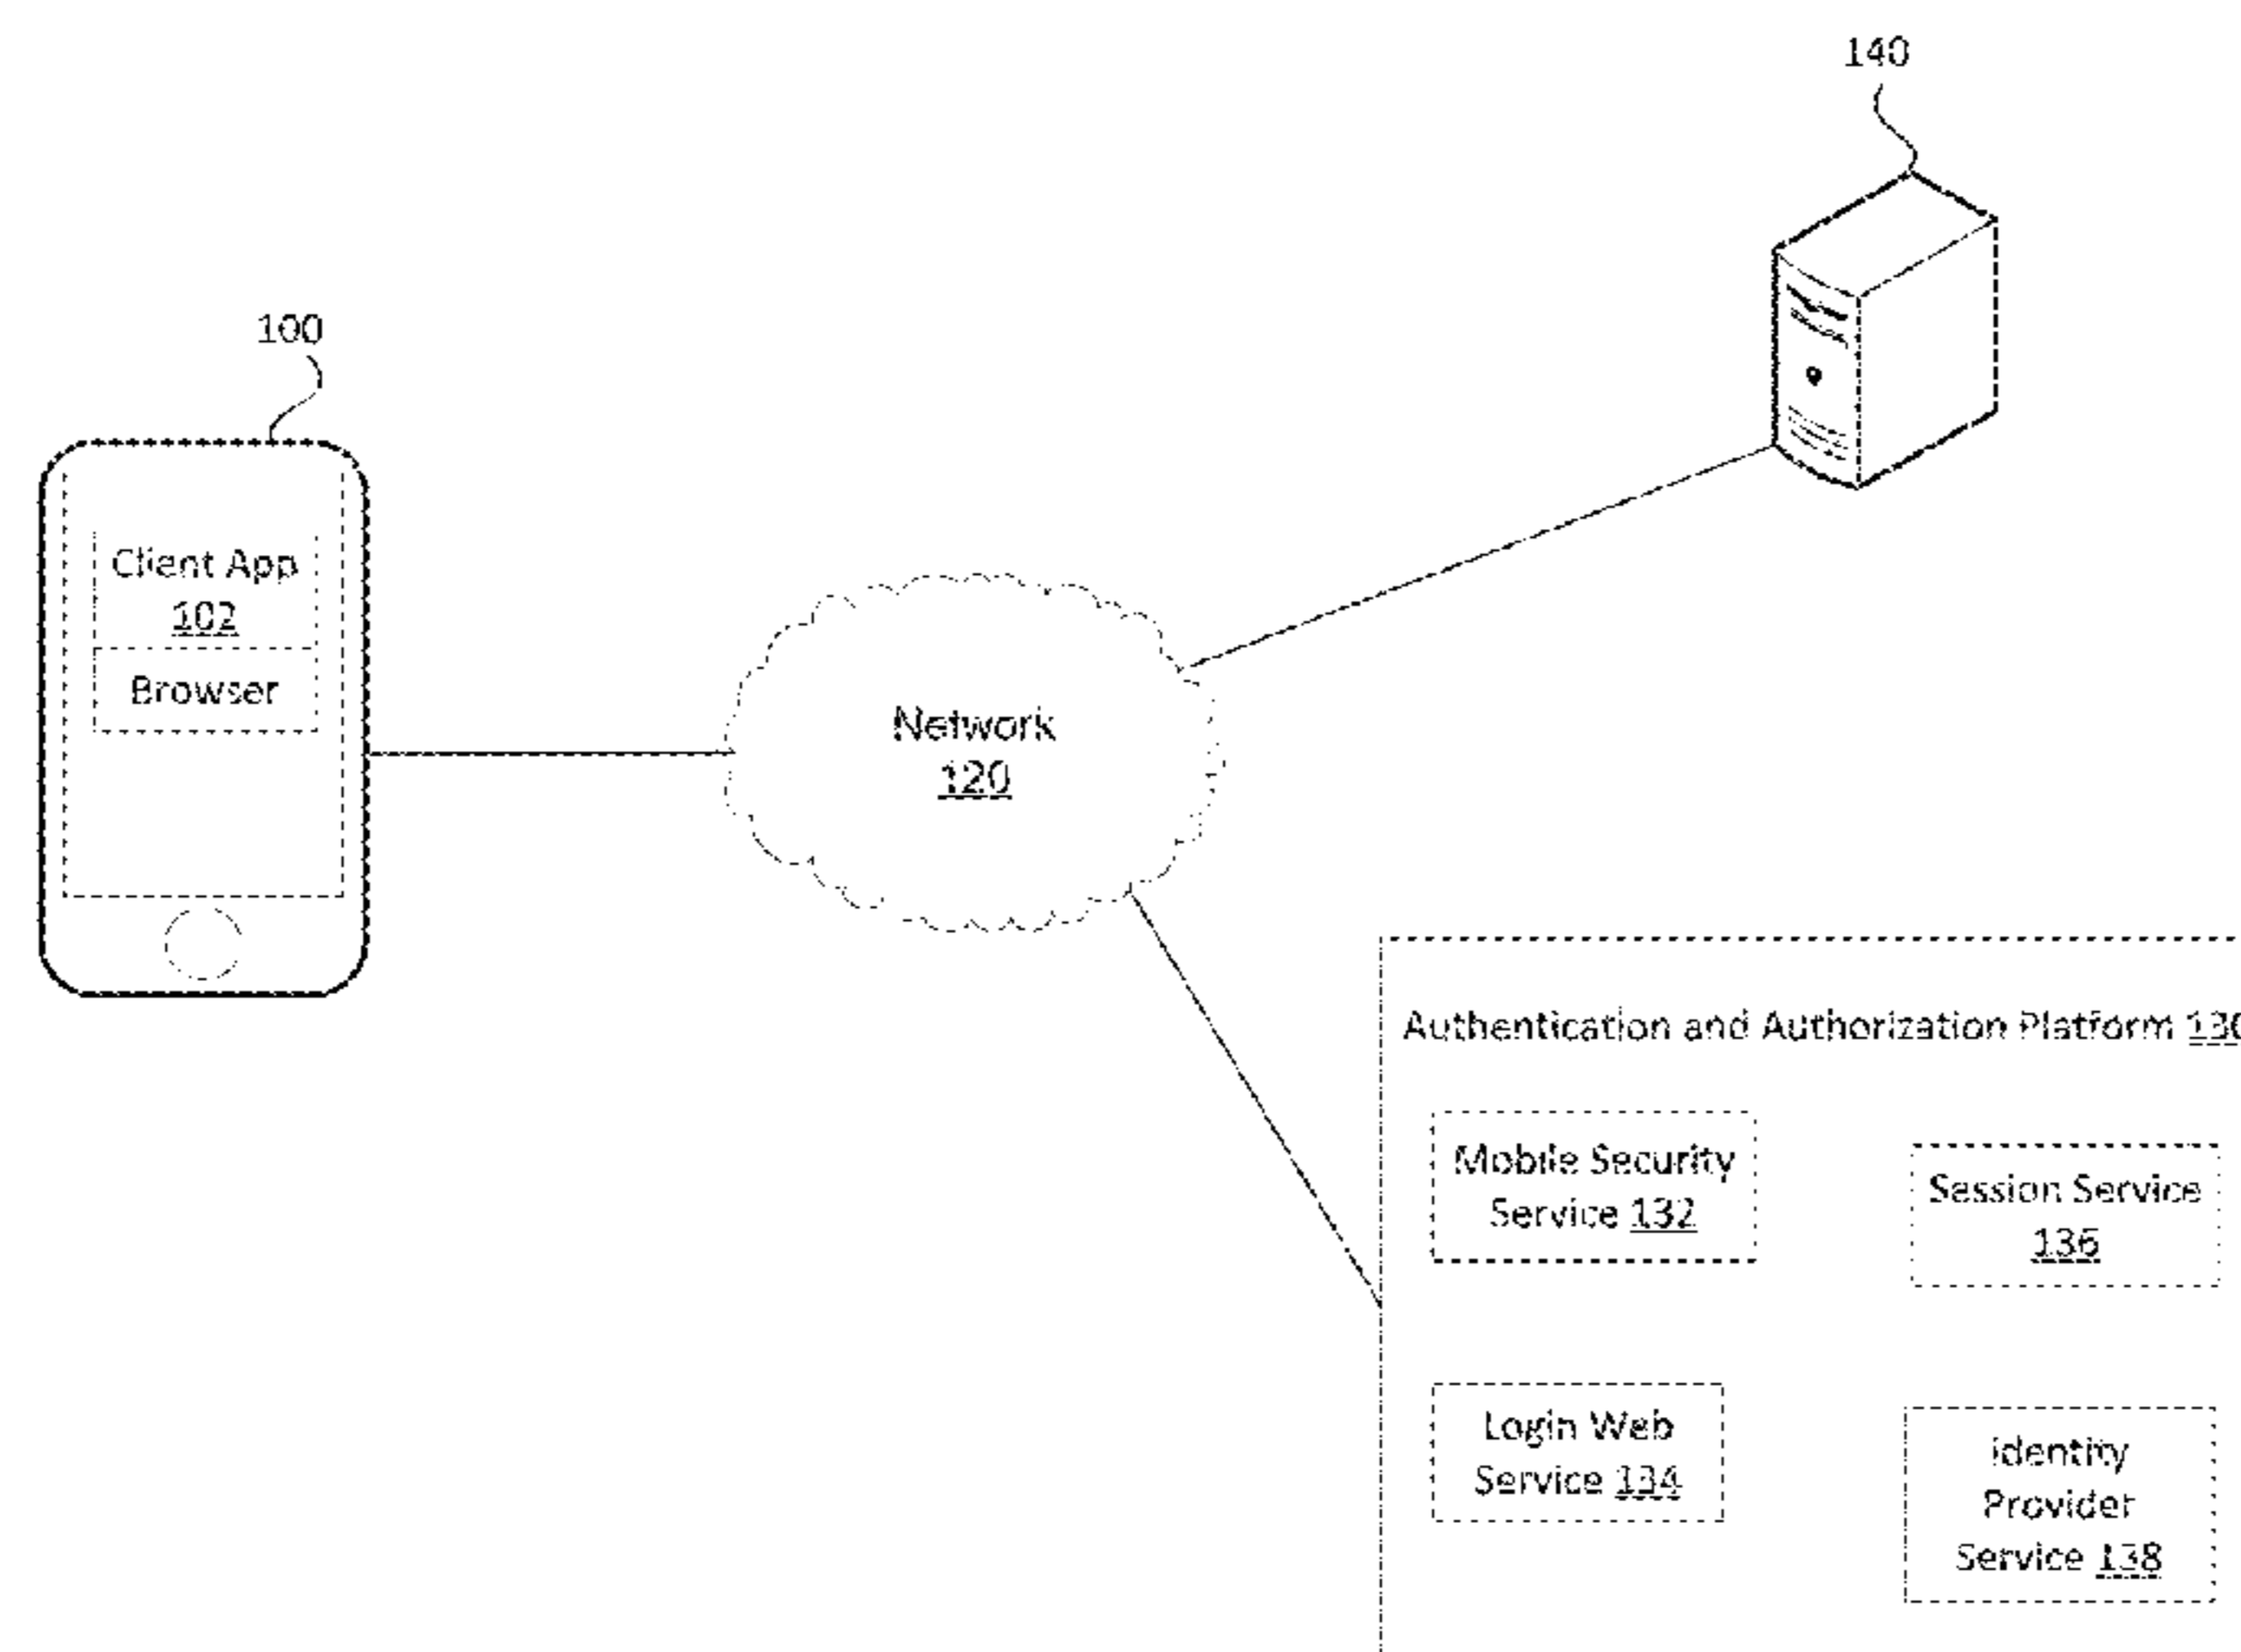 140
100
Client App
102
Browser
Network
120
Authentication and Authorization Platform 130
Mobile Security
Service 132
Session Service
136
Login Web
Service 134
Identity
Provider
Service 138